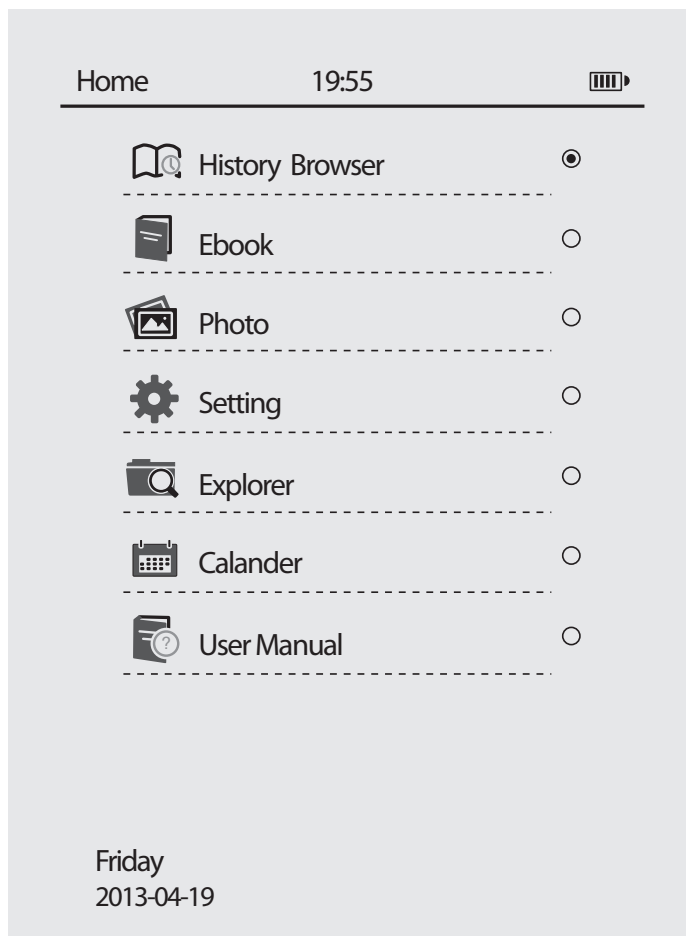 Home 19:55
History Browser
Ebook
Photo
Setting
Explorer
Calander
User Manual
?
Friday
2013-04-19